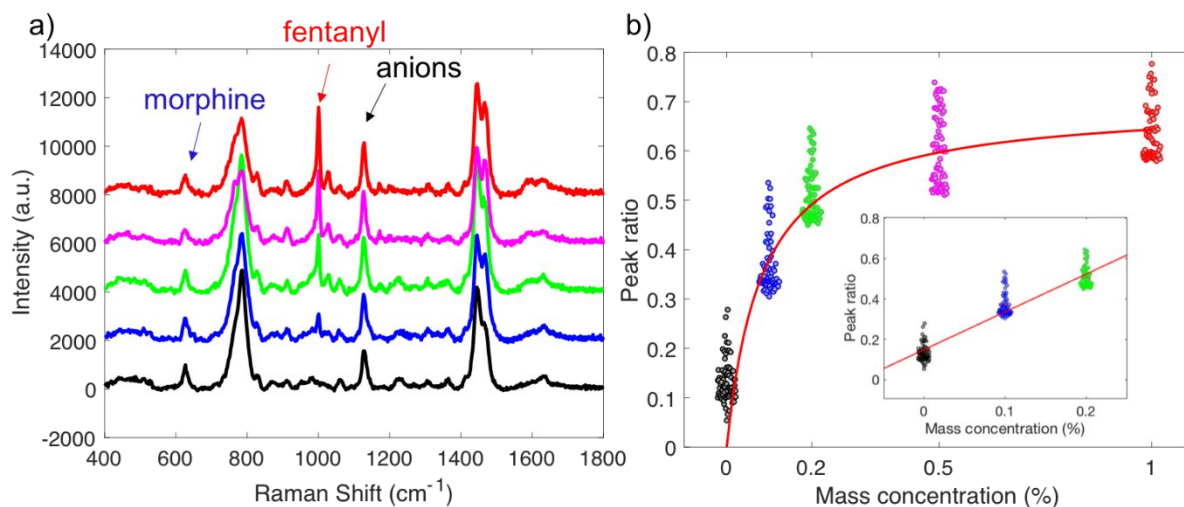 a)
fentanyl
anions
morphine
14000
12000
10000
8000
6000
4000
2000
0
-2000
Intensity (a.u.)
400 600 800 1000 1200 1400 1600 1800
Raman Shift (cm⁻¹)
b)
0.8
0.7
0.6
0.5
0.4
0.3
0.2
0.1
0
Peak ratio
0 0.2 0.5 1
Mass concentration (%)
0.8
0.6
0.4
0.2
0
Peak ratio
0 0.1 0.2
Mass concentration (%)